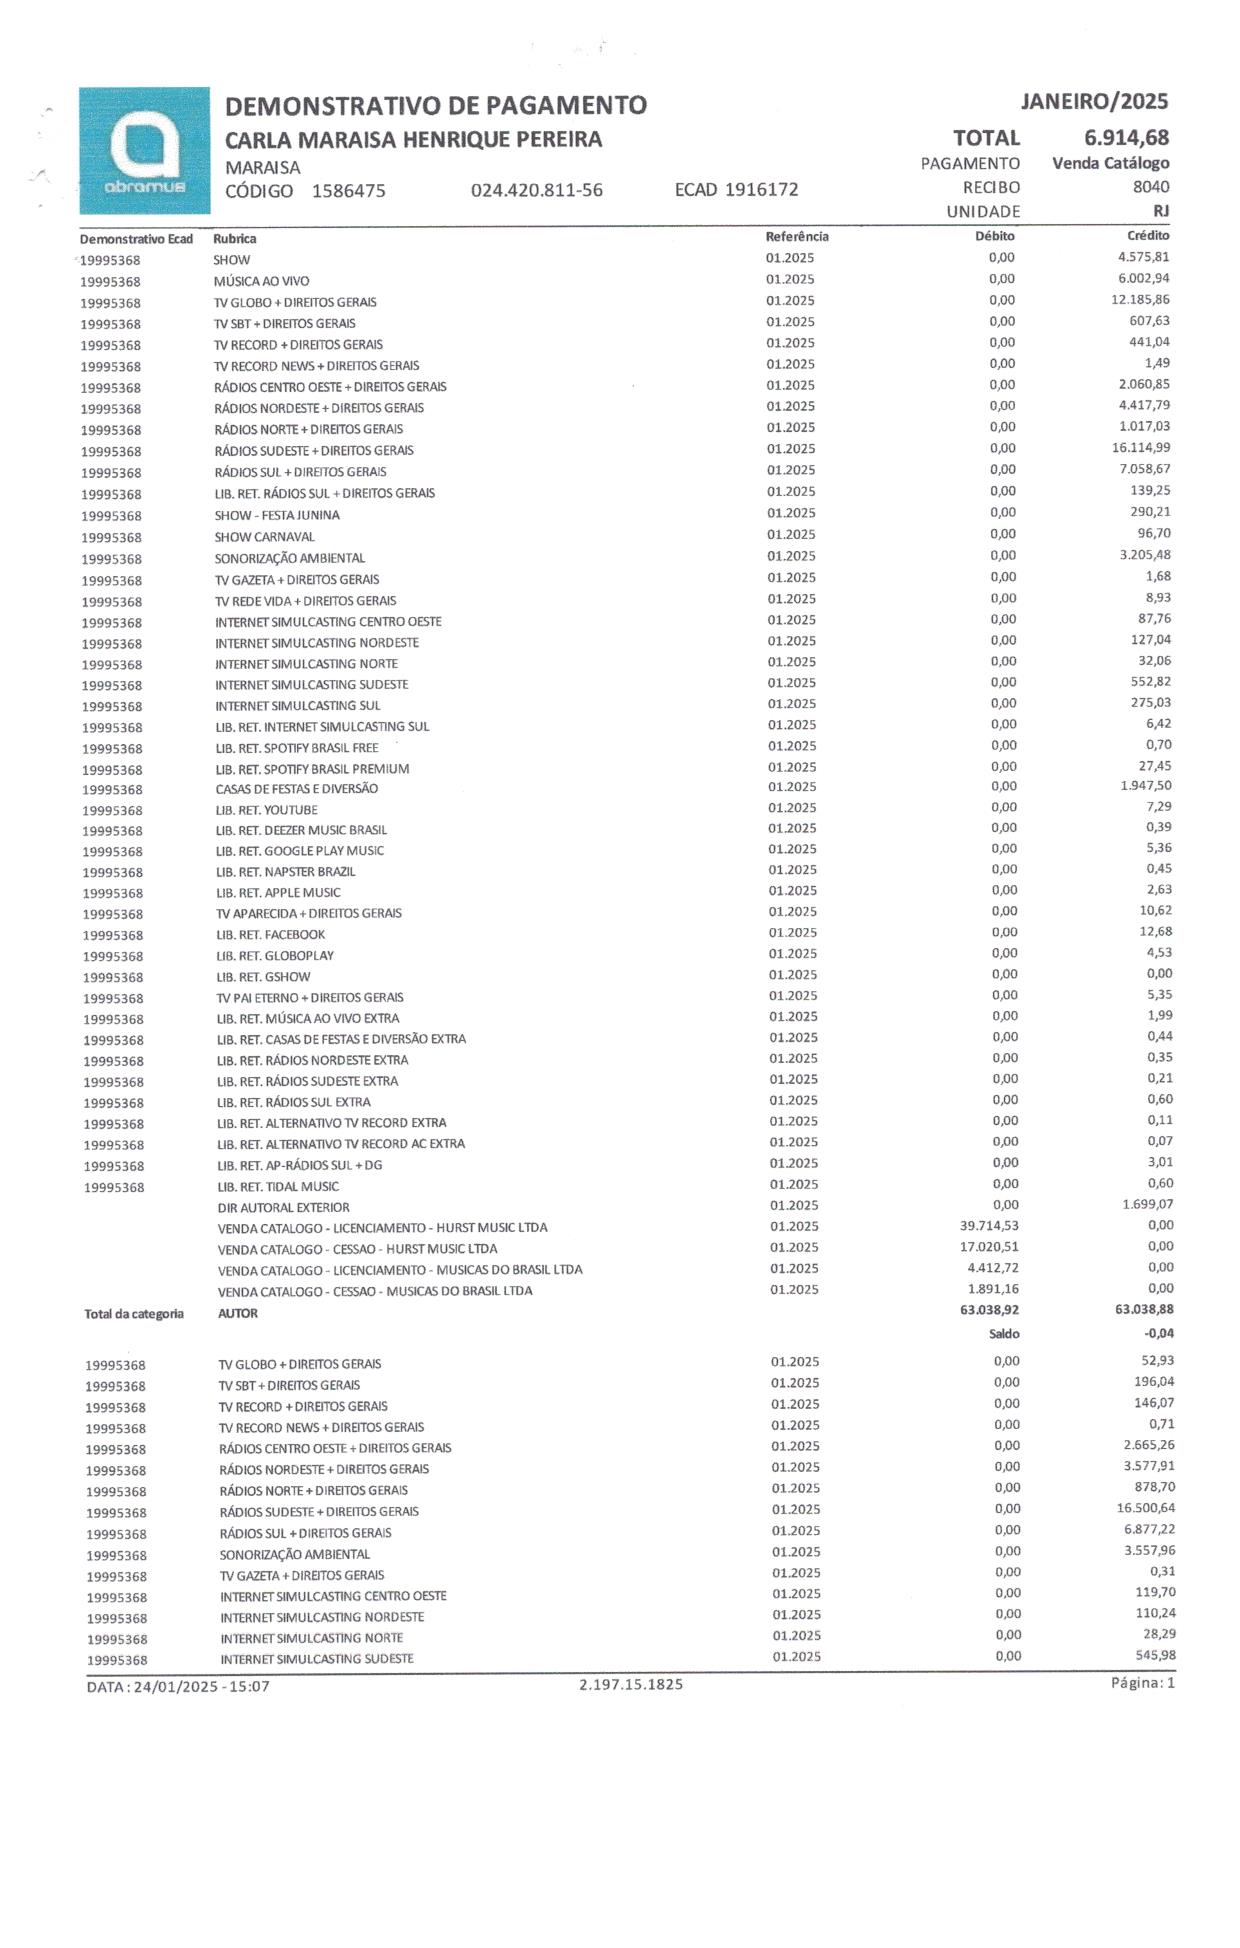 abramus
DEMONSTRATIVO DE PAGAMENTO JANEIRO/2025
CARLA MARAISA HENRIQUE PEREIRA TOTAL 6.914,68
MARAISA PAGAMENTO Venda Catálogo
CÓDIGO 1586475 024.420.811-56 ECAD 1916172 RECIBO 8040
UNIDADE RJ
Demonstrativo Ecad Rubrica Referência Débito Crédito
19995368 SHOW 01.2025 0,00 4.575,81
19995368 MÚSICA AO VIVO 01.2025 0,00 6.002,94
19995368 TV GLOBO + DIREITOS GERAIS 01.2025 0,00 12.185,86
19995368 TV SBT + DIREITOS GERAIS 01.2025 0,00 607,63
19995368 TV RECORD + DIREITOS GERAIS 01.2025 0,00 441,04
19995368 TV RECORD NEWS + DIREITOS GERAIS 01.2025 0,00 1,49
19995368 RÁDIOS CENTRO OESTE + DIREITOS GERAIS 01.2025 0,00 2.060,85
19995368 RÁDIOS NORDESTE + DIREITOS GERAIS 01.2025 0,00 4.417,79
19995368 RÁDIOS NORTE + DIREITOS GERAIS 01.2025 0,00 1.017,03
19995368 RÁDIOS SUDESTE + DIREITOS GERAIS 01.2025 0,00 16.114,99
19995368 RÁDIOS SUL + DIREITOS GERAIS 01.2025 0,00 7.058,67
19995368 LIB. RET. RÁDIOS SUL + DIREITOS GERAIS 01.2025 0,00 139,25
19995368 SHOW - FESTA JUNINA 01.2025 0,00 290,21
19995368 SHOW CARNAVAL 01.2025 0,00 96,70
19995368 SONORIZAÇÃO AMBIENTAL 01.2025 0,00 3.205,48
19995368 TV GAZETA + DIREITOS GERAIS 01.2025 0,00 1,68
19995368 TV REDE VIDA + DIREITOS GERAIS 01.2025 0,00 8,93
19995368 INTERNET SIMULCASTING CENTRO OESTE 01.2025 0,00 87,76
19995368 INTERNET SIMULCASTING NORDESTE 01.2025 0,00 127,04
19995368 INTERNET SIMULCASTING NORTE 01.2025 0,00 32,06
19995368 INTERNET SIMULCASTING SUDESTE 01.2025 0,00 552,82
19995368 INTERNET SIMULCASTING SUL 01.2025 0,00 275,03
19995368 LIB. RET. INTERNET SIMULCASTING SUL 01.2025 0,00 6,42
19995368 LIB. RET. SPOTIFY BRASIL FREE 01.2025 0,00 0,70
19995368 LIB. RET. SPOTIFY BRASIL PREMIUM 01.2025 0,00 27,45
19995368 CASAS DE FESTAS E DIVERSÃO 01.2025 0,00 1.947,50
19995368 LIB. RET. YOUTUBE 01.2025 0,00 7,29
19995368 LIB. RET. DEEZER MUSIC BRASIL 01.2025 0,00 0,39
19995368 LIB. RET. GOOGLE PLAY MUSIC 01.2025 0,00 5,36
19995368 LIB. RET. NAPSTER BRAZIL 01.2025 0,00 0,45
19995368 LIB. RET. APPLE MUSIC 01.2025 0,00 2,63
19995368 TV APARECIDA + DIREITOS GERAIS 01.2025 0,00 10,62
19995368 LIB. RET. FACEBOOK 01.2025 0,00 12,68
19995368 LIB. RET. GLOBOPLAY 01.2025 0,00 4,53
19995368 LIB. RET. GSHOW 01.2025 0,00 0,00
19995368 TV PAI ETERNO + DIREITOS GERAIS 01.2025 0,00 5,35
19995368 LIB. RET. MÚSICA AO VIVO EXTRA 01.2025 0,00 1,99
19995368 LIB. RET. CASAS DE FESTAS E DIVERSÃO EXTRA 01.2025 0,00 0,44
19995368 LIB. RET. RÁDIOS NORDESTE EXTRA 01.2025 0,00 0,35
19995368 LIB. RET. RÁDIOS SUDESTE EXTRA 01.2025 0,00 0,21
19995368 LIB. RET. RÁDIOS SUL EXTRA 01.2025 0,00 0,60
19995368 LIB. RET. ALTERNATIVO TV RECORD EXTRA 01.2025 0,00 0,11
19995368 LIB. RET. ALTERNATIVO TV RECORD AC EXTRA 01.2025 0,00 0,07
19995368 LIB. RET. AP-RÁDIOS SUL + DG 01.2025 0,00 3,01
19995368 LIB. RET. TIDAL MUSIC 01.2025 0,00 0,60
DIR AUTORAL EXTERIOR 01.2025 0,00 1.699,07
VENDA CATALOGO - LICENCIAMENTO - HURST MUSIC LTDA 01.2025 39.714,53 0,00
VENDA CATALOGO - CESSAO - HURST MUSIC LTDA 01.2025 17.020,51 0,00
VENDA CATALOGO - LICENCIAMENTO - MUSICAS DO BRASIL LTDA 01.2025 4.412,72 0,00
VENDA CATALOGO - CESSAO - MUSICAS DO BRASIL LTDA 01.2025 1.891,16 0,00
Total da categoria AUTOR 63.038,92 63.038,88
Saldo -0,04
19995368 TV GLOBO + DIREITOS GERAIS 01.2025 0,00 52,93
19995368 TV SBT + DIREITOS GERAIS 01.2025 0,00 196,04
19995368 TV RECORD + DIREITOS GERAIS 01.2025 0,00 146,07
19995368 TV RECORD NEWS + DIREITOS GERAIS 01.2025 0,00 0,71
19995368 RÁDIOS CENTRO OESTE + DIREITOS GERAIS 01.2025 0,00 2.665,26
19995368 RÁDIOS NORDESTE + DIREITOS GERAIS 01.2025 0,00 3.577,91
19995368 RÁDIOS NORTE + DIREITOS GERAIS 01.2025 0,00 878,70
19995368 RÁDIOS SUDESTE + DIREITOS GERAIS 01.2025 0,00 16.500,64
19995368 RÁDIOS SUL + DIREITOS GERAIS 01.2025 0,00 6.877,22
19995368 SONORIZAÇÃO AMBIENTAL 01.2025 0,00 3.557,96
19995368 TV GAZETA + DIREITOS GERAIS 01.2025 0,00 0,31
19995368 INTERNET SIMULCASTING CENTRO OESTE 01.2025 0,00 119,70
19995368 INTERNET SIMULCASTING NORDESTE 01.2025 0,00 110,24
19995368 INTERNET SIMULCASTING NORTE 01.2025 0,00 28,29
19995368 INTERNET SIMULCASTING SUDESTE 01.2025 0,00 545,98
DATA : 24/01/2025 - 15:07 2.197.15.1825 Página: 1